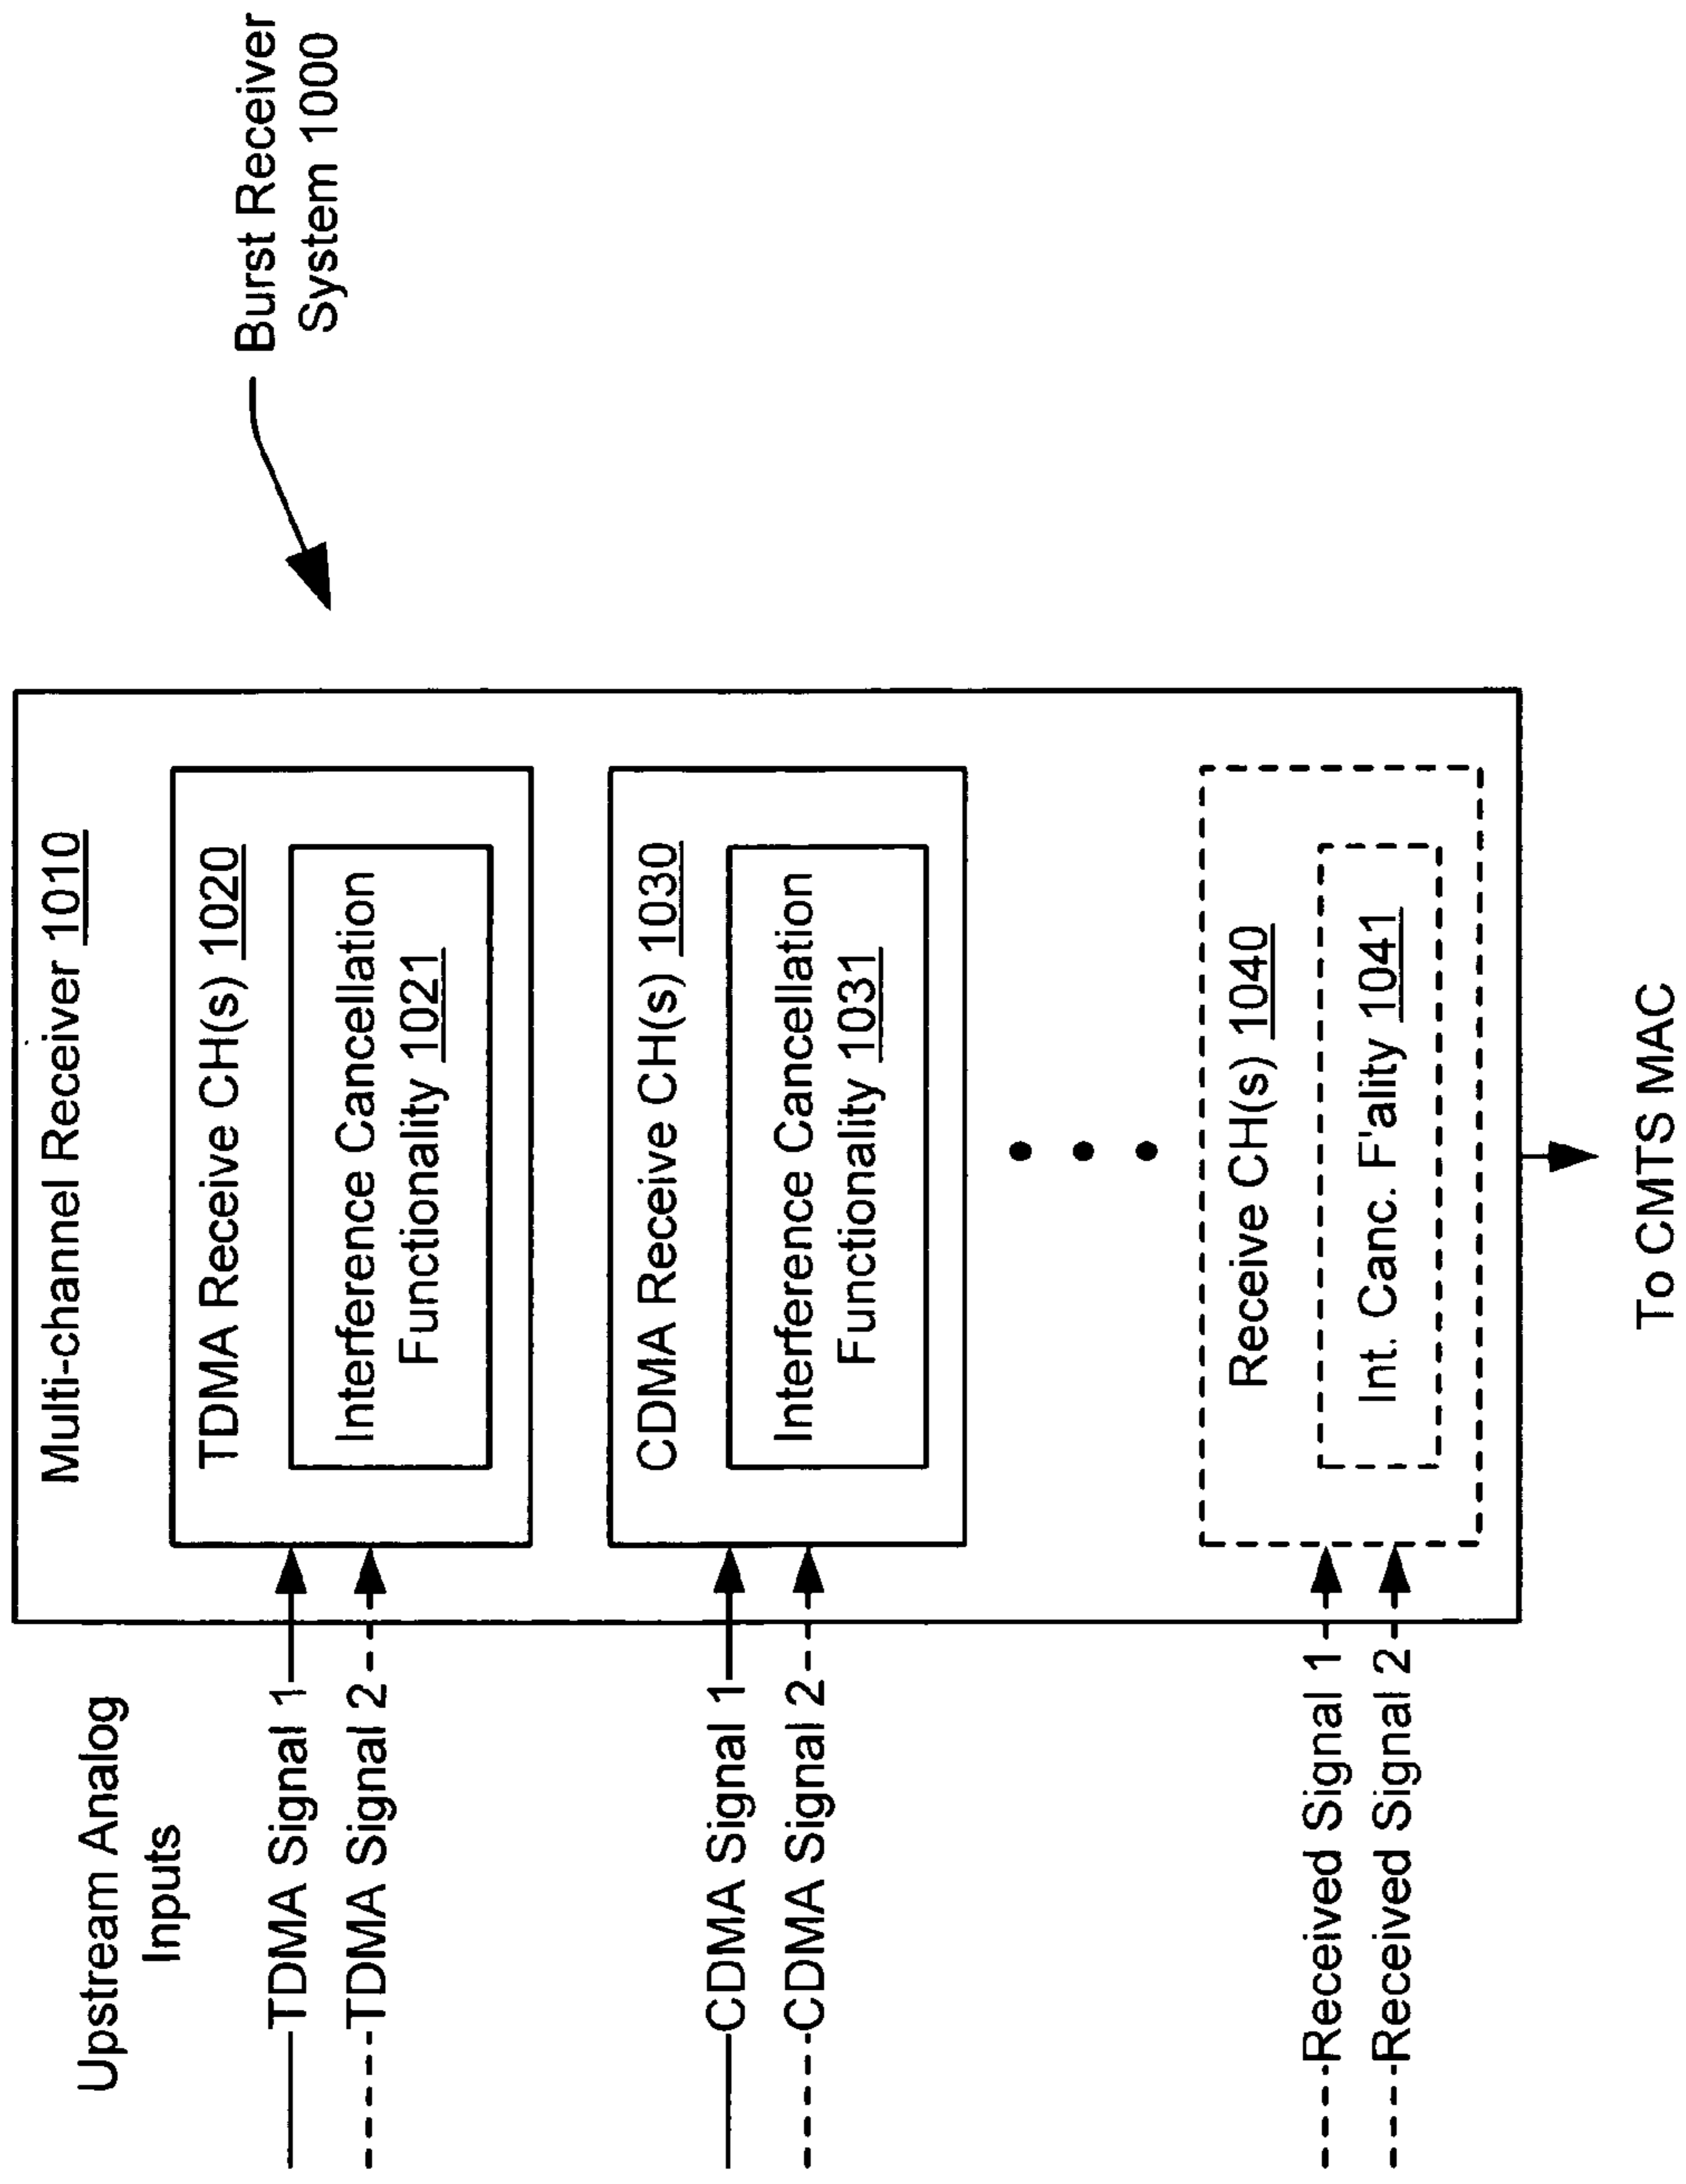 Burst Receiver
System 1000
Upstream Analog
Inputs
TDMA Signal 1
TDMA Signal 2
CDMA Signal 1
CDMA Signal 2
Received Signal 1
Received Signal 2
Multi-channel Receiver 1010
TDMA Receive CH(s) 1020
Interference Cancellation
Functionality 1021
CDMA Receive CH(s) 1030
Interference Cancellation
Functionality 1031
Receive CH(s) 1040
Int. Canc. F'ality 1041
To CMTS MAC